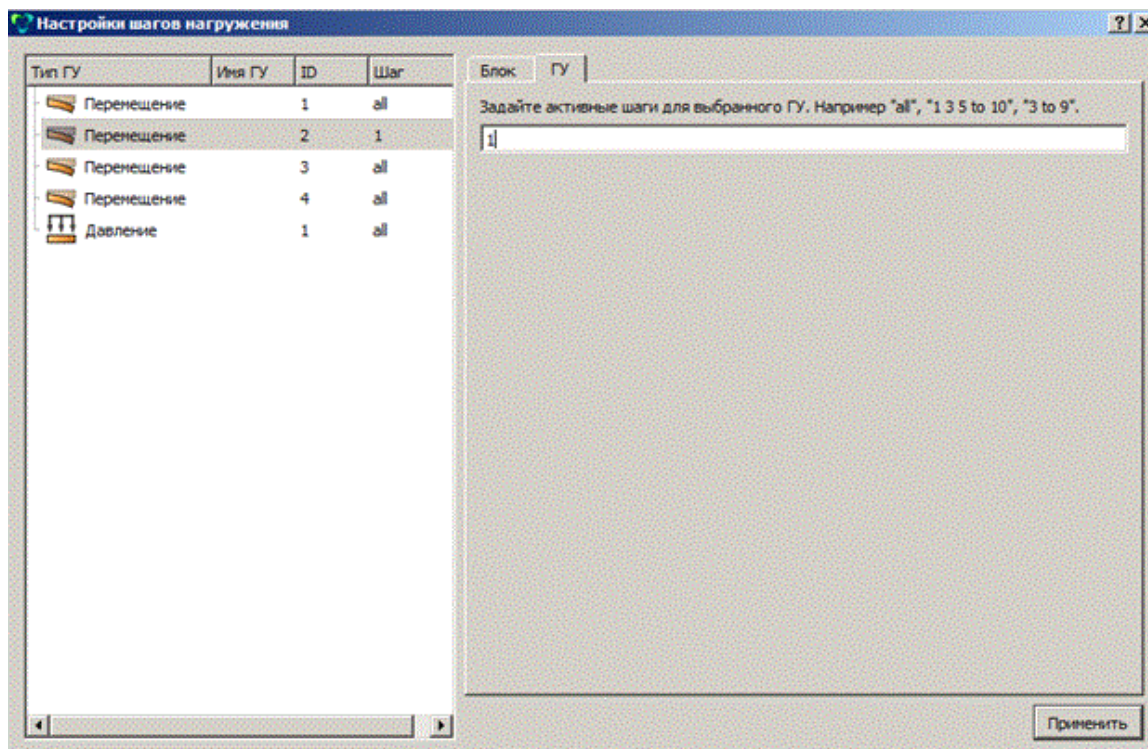 Настройки шагов нагружения
Тип ГУ Имя ГУ ID Шаг
Перемещение 1 all
Перемещение 2 1
Перемещение 3 all
Перемещение 4 all
Давление 1 all
Блок ГУ
Задайте активные шаги для выбранного ГУ. Например "all", "1 3 5 to 10", "3 to 9".
1
Применить